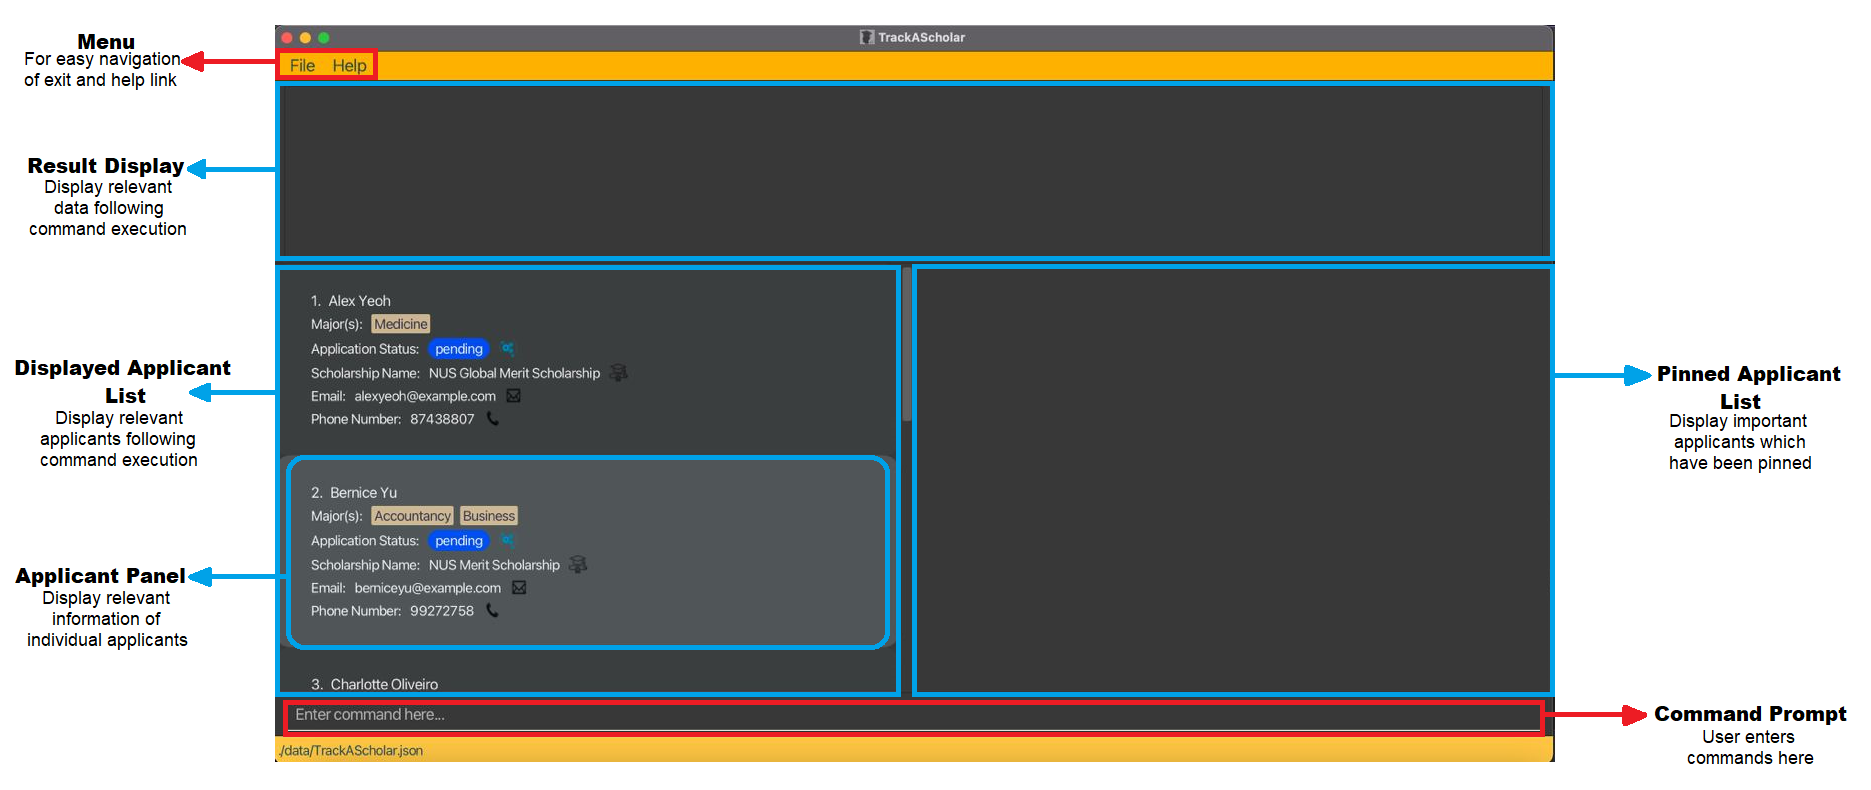 TrackAScholar
Menu
For easy navigation
of exit and help link
File Help
Result Display
Display relevant
data following
command execution
Displayed Applicant
List
Display relevant
applicants following
command execution
1. Alex Yeoh
Major(s): Medicine
Application Status: pending
Scholarship Name: NUS Global Merit Scholarship
Email: alexyeoh@example.com
Phone Number: 87438807
Pinned Applicant
List
Display important
applicants which
have been pinned
Applicant Panel
Display relevant
information of
individual applicants
2. Bernice Yu
Major(s): Accountancy Business
Application Status: pending
Scholarship Name: NUS Merit Scholarship
Email: berniceyu@example.com
Phone Number: 99272758
3. Charlotte Oliveiro
Enter command here...
Command Prompt
User enters
commands here
./data/TrackAScholar.json